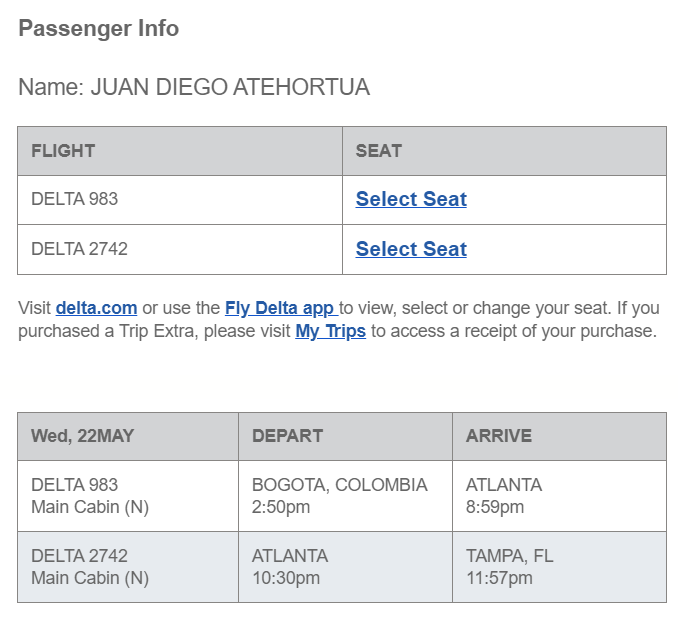 Passenger Info
Name: JUAN DIEGO ATEHORTUA
FLIGHT SEAT
DELTA 983 Select Seat
DELTA 2742 Select Seat
Visit delta.com or use the Fly Delta app to view, select or change your seat. If you
purchased a Trip Extra, please visit My Trips to access a receipt of your purchase.
Wed, 22MAY DEPART ARRIVE
DELTA 983 BOGOTA, COLOMBIA ATLANTA
Main Cabin (N) 2:50pm 8:59pm
DELTA 2742 ATLANTA TAMPA, FL
Main Cabin (N) 10:30pm 11:57pm